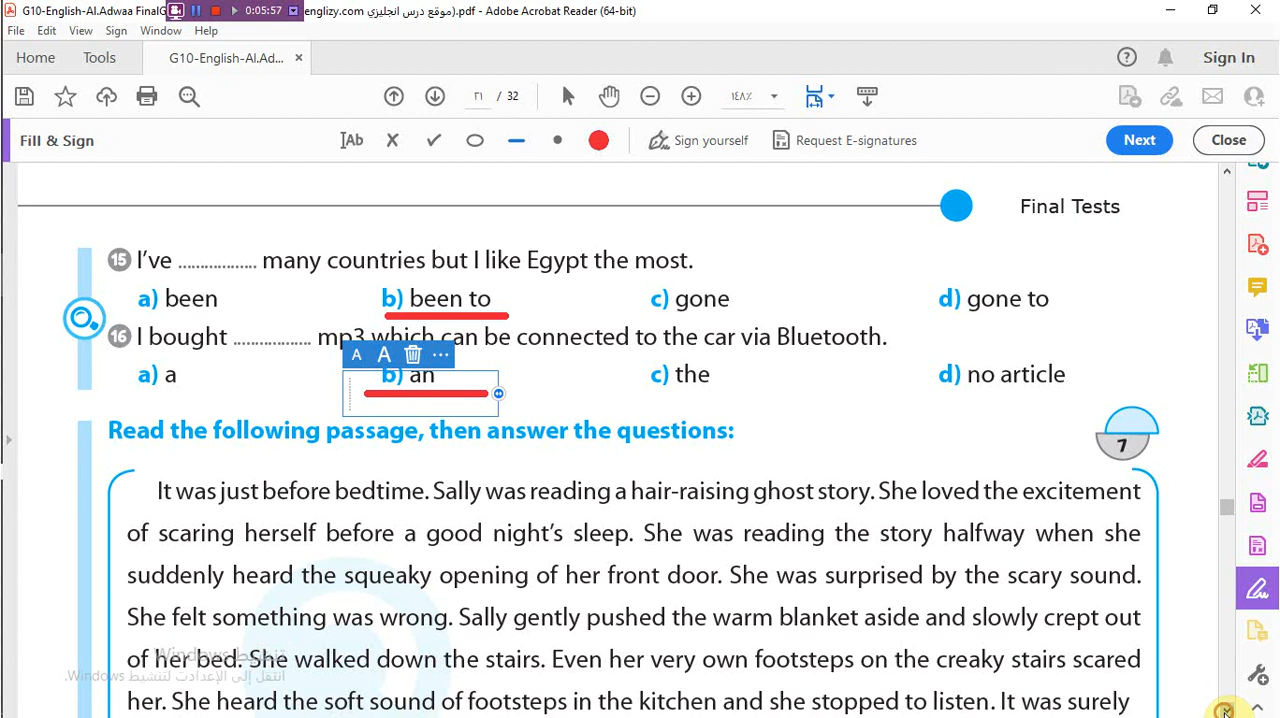 G10-English-Al.Adwaa FinalG 0:05:57 englizy.com موقع درس انجليزي).pdf - Adobe Acrobat Reader (64-bit)
File Edit View Sign Window Help
Home Tools G10-English-Al.Ad... × Sign In
٢١ / 32 ١٤٨٪
Fill & Sign Ab Sign yourself Request E-signatures Next Close
Final Tests
15 I've .................. many countries but I like Egypt the most.
a) been b) been to c) gone d) gone to
16 I bought .................. mp3 which can be connected to the car via Bluetooth.
A A ...
a) a b) an c) the d) no article
Read the following passage, then answer the questions:
7
It was just before bedtime. Sally was reading a hair-raising ghost story. She loved the excitement
of scaring herself before a good night's sleep. She was reading the story halfway when she
suddenly heard the squeaky opening of her front door. She was surprised by the scary sound.
She felt something was wrong. Sally gently pushed the warm blanket aside and slowly crept out
تنشيط Windows
of her bed. She walked down the stairs. Even her very own footsteps on the creaky stairs scared
انتقل إلى الإعدادات لتنشيط Windows.
her. She heard the soft sound of footsteps in the kitchen and she stopped to listen. It was surely